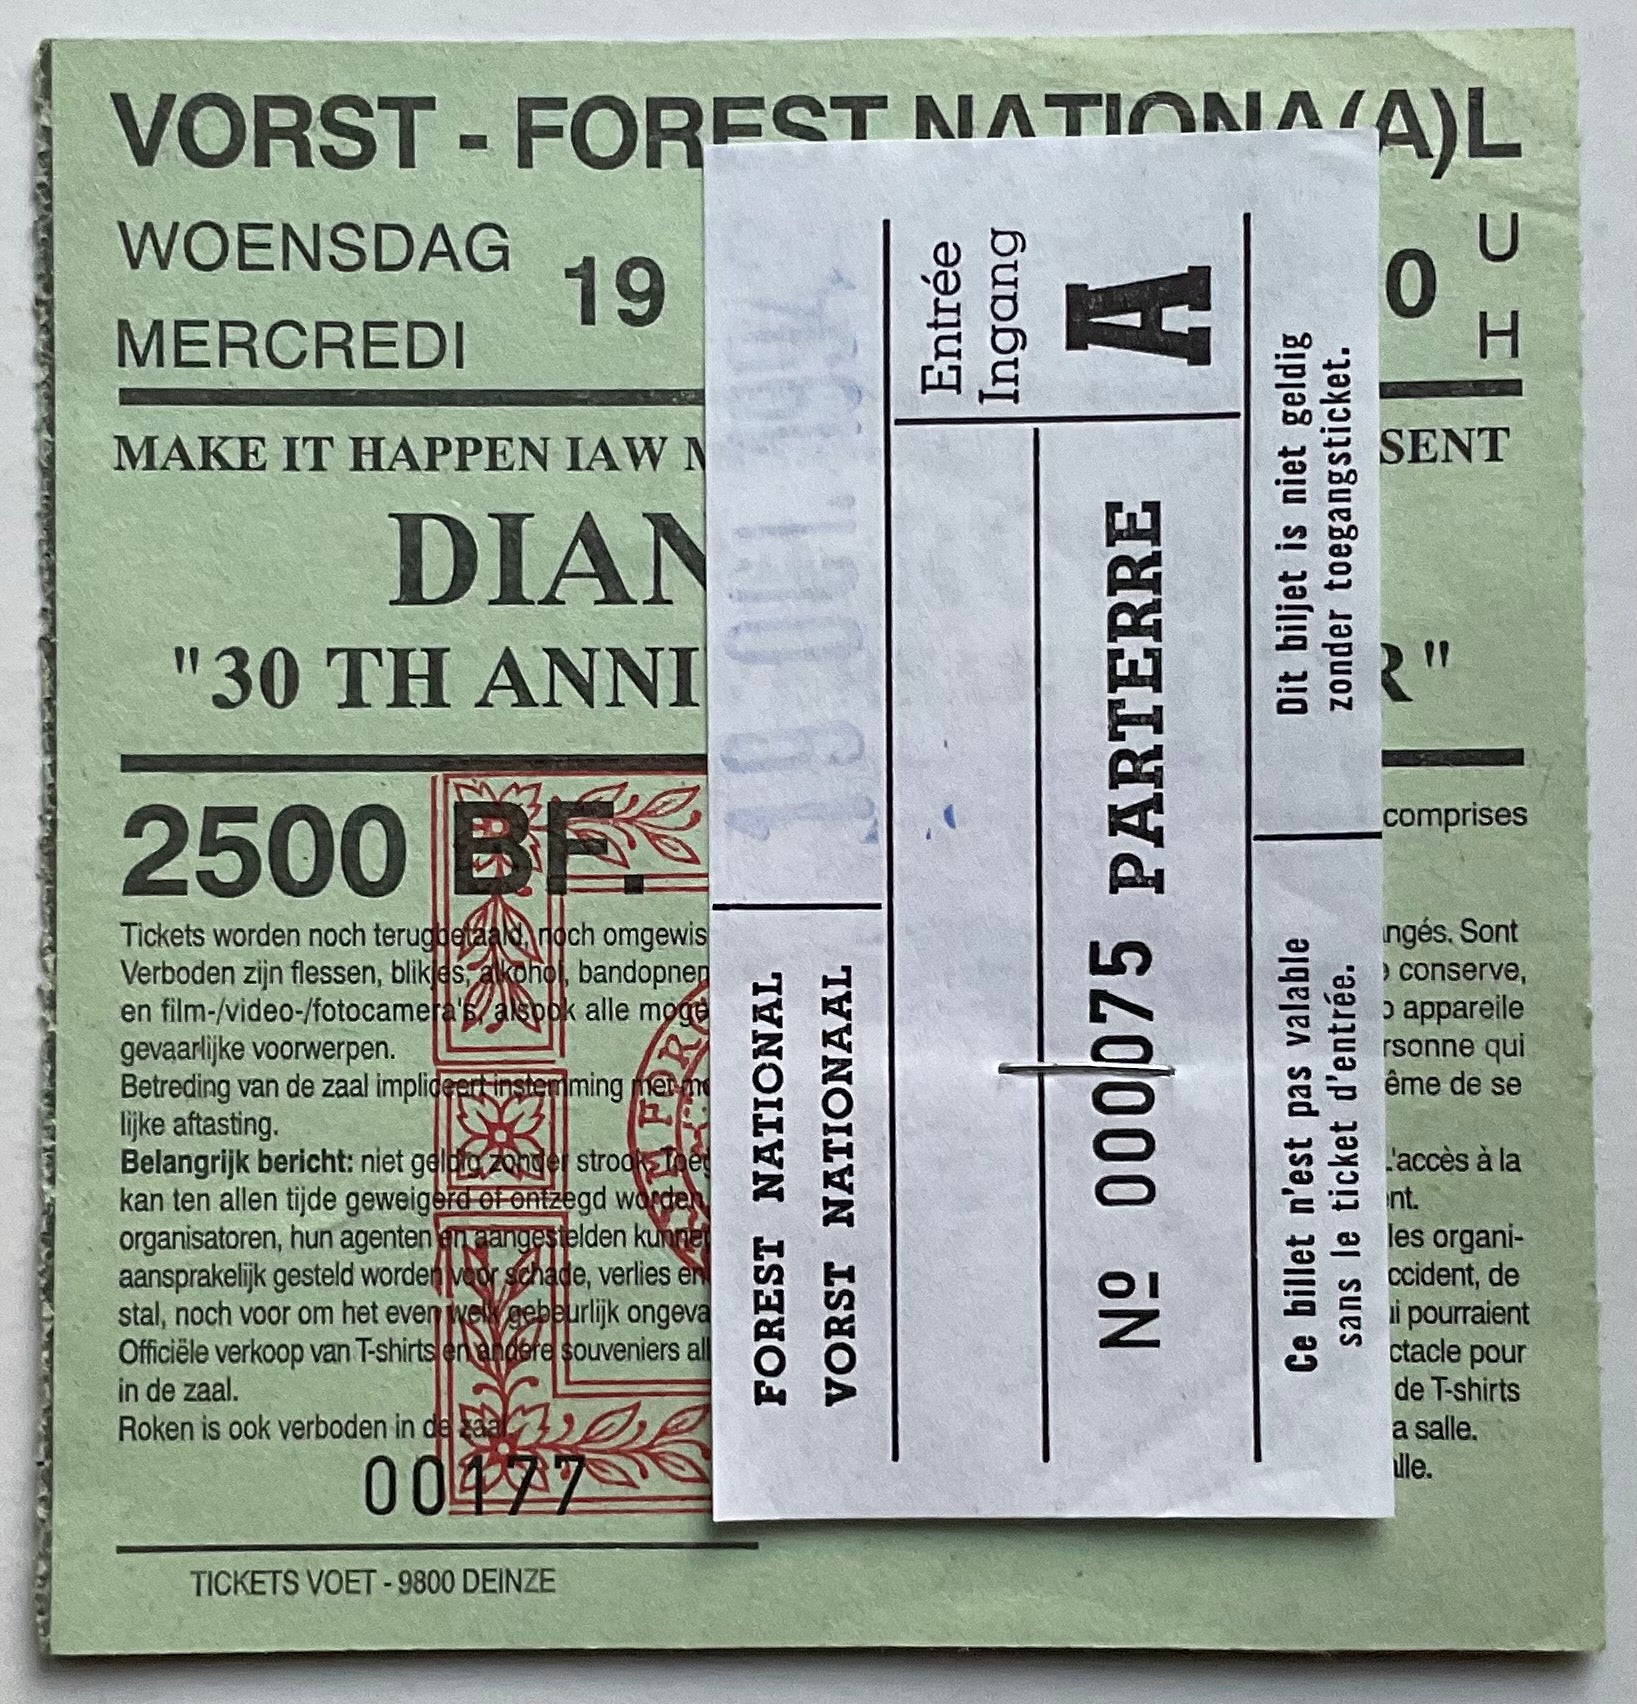 VORST - FOREST NATIONA(A)L
WOENSDAG
MERCREDI
19
0
U
H
MAKE IT HAPPEN IAW M
SENT
DIAN
"30 TH ANNI
R"
2500 BF.
comprises
Tickets worden noch terugbetaald, noch omgewis
Verboden zijn flessen, blikjes, alkohol, bandopnem
en film-/video-/fotocamera's, alsook alle moge
gevaarlijke voorwerpen.
Betreding van de zaal impliceert instemming met mo
lijke aftasting.
Belangrijk bericht: niet geldig zonder strook. Toeg
kan ten allen tijde geweigerd of ontzegd worden
organisatoren, hun agenten en aangestelden kunnen
aansprakelijk gesteld worden voor schade, verlies en
stal, noch voor om het even welk gebeurlijk ongeva
Officiële verkoop van T-shirts en andere souveniers all
in de zaal.
Roken is ook verboden in de zaal
ngés. Sont
conserve,
appareile
rsonne qui
ême de se
L'accès à la
nt.
les organi-
ccident, de
i pourraient
ctacle pour
de T-shirts
a salle.
lle.
00177
TICKETS VOET - 9800 DEINZE
FOREST NATIONAL
VORST NATIONAAL
19 OCT. 1994
Entrée
Ingang
A
Nº 000075 PARTERRE
Ce billet n'est pas valable
sans le ticket d'entrée.
Dit biljet is niet geldig
zonder toegangsticket.